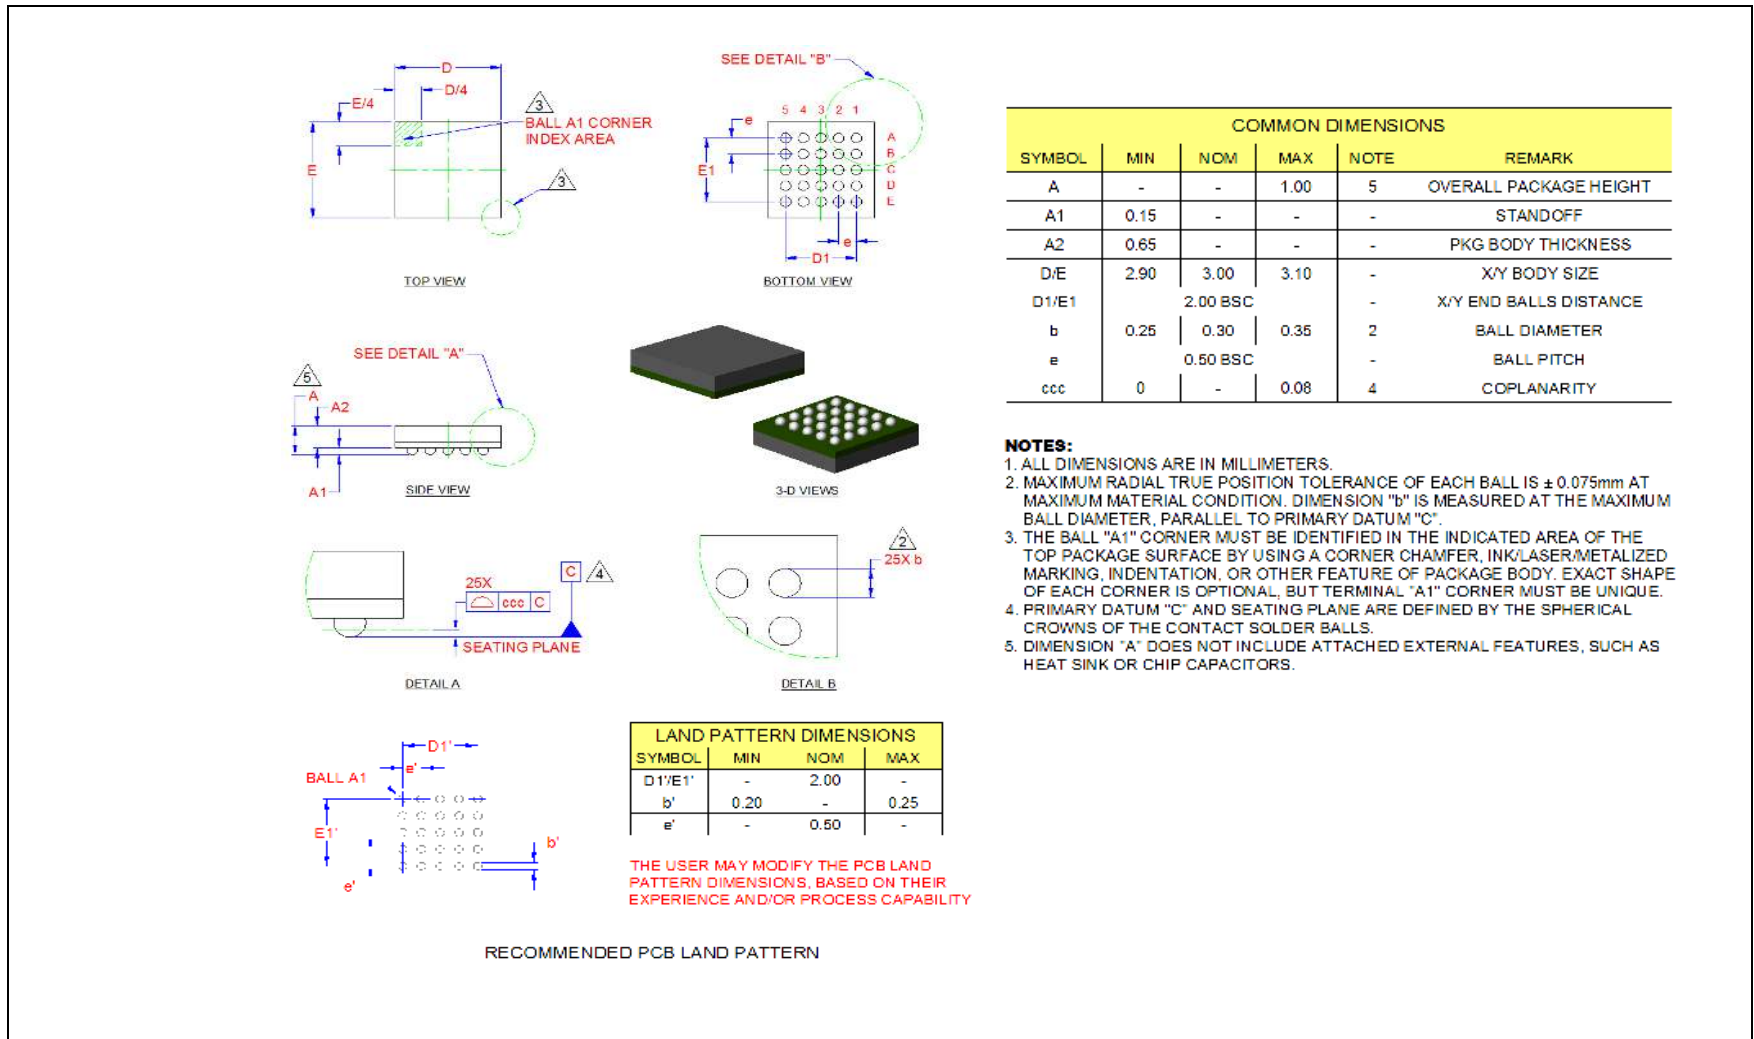 D
D/4
E/4
3
BALL A1 CORNER
INDEX AREA
E
3
TOP VIEW
SEE DETAIL "B"
5 4 3 2 1
e
A
B
C
D
E
E1
e
D1
BOTTOM VIEW
SEE DETAIL "A"
5
A
A2
A1
SIDE VIEW
3-D VIEWS
25X
ccc C
C
4
SEATING PLANE
DETAIL A
2
25X b
DETAIL B
D1'
e'
BALL A1
E1'
e'
b'
LAND PATTERN DIMENSIONS
SYMBOL MIN NOM MAX
D1'/E1' - 2.00 -
b' 0.20 - 0.25
e' - 0.50 -
THE USER MAY MODIFY THE PCB LAND
PATTERN DIMENSIONS, BASED ON THEIR
EXPERIENCE AND/OR PROCESS CAPABILITY
RECOMMENDED PCB LAND PATTERN
COMMON DIMENSIONS
SYMBOL MIN NOM MAX NOTE REMARK
A - - 1.00 5 OVERALL PACKAGE HEIGHT
A1 0.15 - - - STANDOFF
A2 0.65 - - - PKG BODY THICKNESS
D/E 2.90 3.00 3.10 - X/Y BODY SIZE
D1/E1 2.00 BSC - X/Y END BALLS DISTANCE
b 0.25 0.30 0.35 2 BALL DIAMETER
e 0.50 BSC - BALL PITCH
ccc 0 - 0.08 4 COPLANARITY
NOTES:
1. ALL DIMENSIONS ARE IN MILLIMETERS.
2. MAXIMUM RADIAL TRUE POSITION TOLERANCE OF EACH BALL IS ± 0.075mm AT
MAXIMUM MATERIAL CONDITION. DIMENSION "b" IS MEASURED AT THE MAXIMUM
BALL DIAMETER, PARALLEL TO PRIMARY DATUM "C".
3. THE BALL "A1" CORNER MUST BE IDENTIFIED IN THE INDICATED AREA OF THE
TOP PACKAGE SURFACE BY USING A CORNER CHAMFER, INK/LASER/METALIZED
MARKING, INDENTATION, OR OTHER FEATURE OF PACKAGE BODY. EXACT SHAPE
OF EACH CORNER IS OPTIONAL, BUT TERMINAL "A1" CORNER MUST BE UNIQUE.
4. PRIMARY DATUM "C" AND SEATING PLANE ARE DEFINED BY THE SPHERICAL
CROWNS OF THE CONTACT SOLDER BALLS.
5. DIMENSION "A" DOES NOT INCLUDE ATTACHED EXTERNAL FEATURES, SUCH AS
HEAT SINK OR CHIP CAPACITORS.